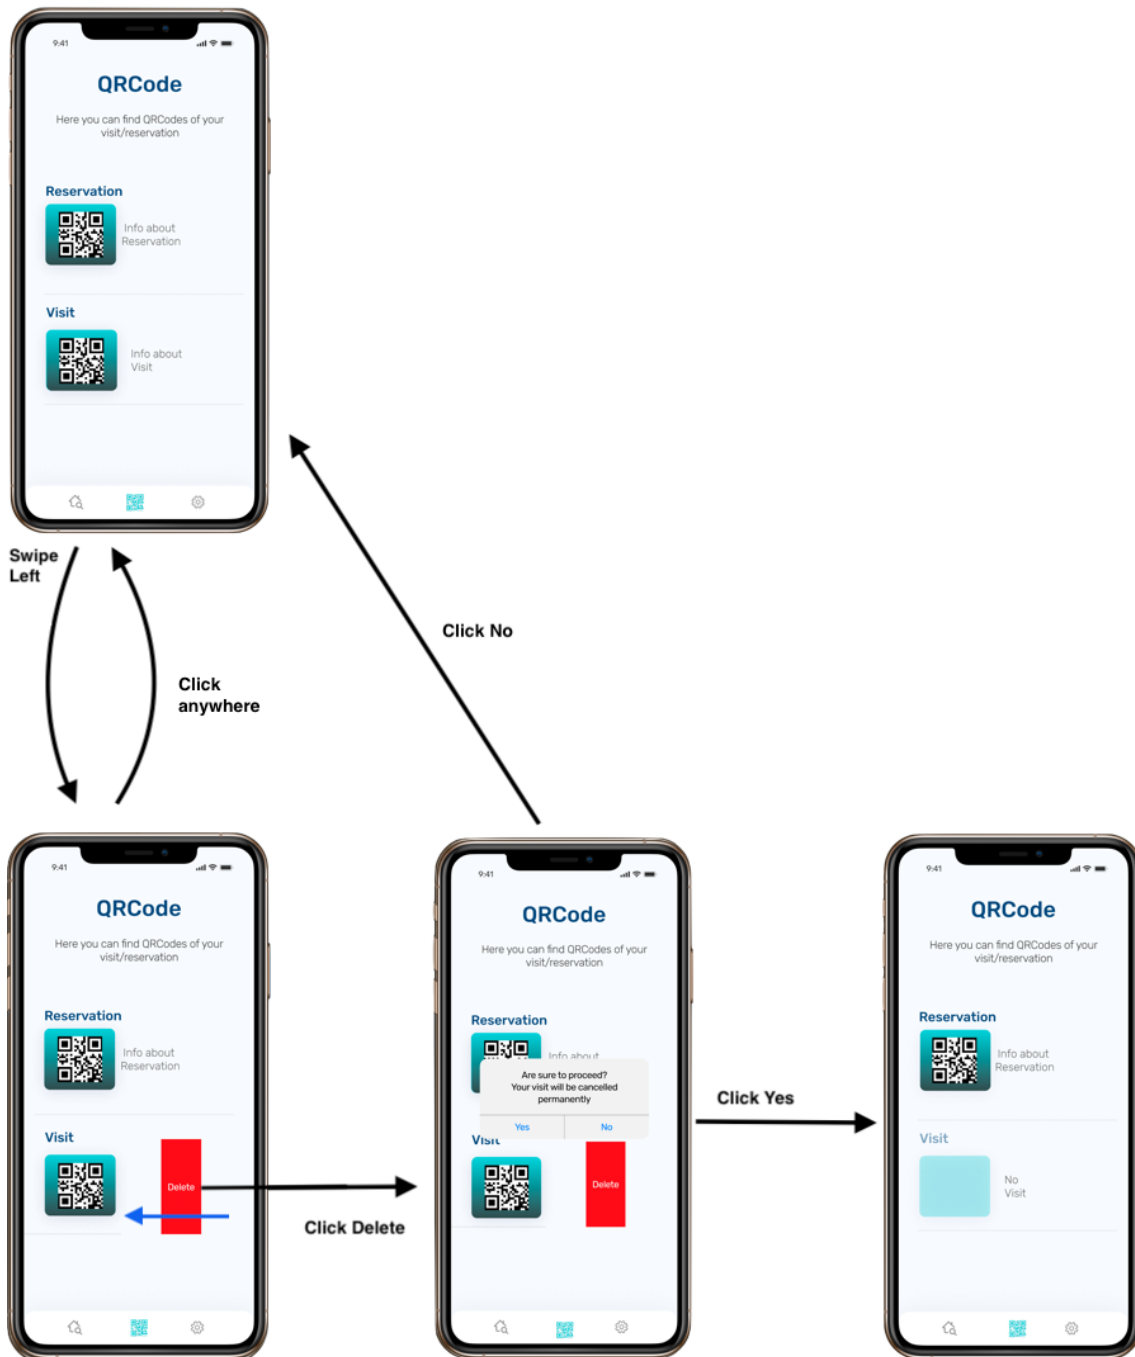 9:41
QRCode
Here you can find QRCodes of your
visit/reservation
Reservation
Info about
Reservation
Visit
Info about
Visit
Swipe
Left
Click
anywhere
Click No
9:41
QRCode
Here you can find QRCodes of your
visit/reservation
Reservation
Info about
Reservation
Visit
Delete
Click Delete
9:41
QRCode
Here you can find QRCodes of your
visit/reservation
Reservation
Info about
Are sure to proceed?
Your visit will be cancelled
permanently
Yes
No
Visit
Delete
Click Yes
9:41
QRCode
Here you can find QRCodes of your
visit/reservation
Reservation
Info about
Reservation
Visit
No
Visit